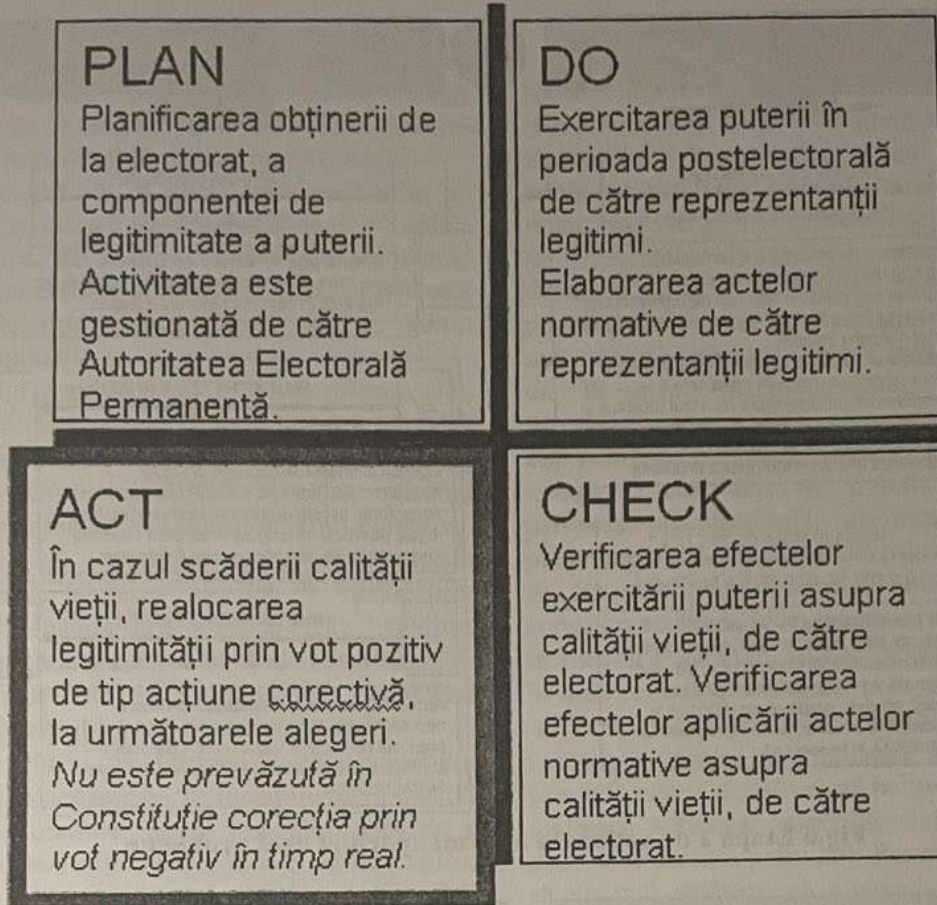 PLAN
Planificarea obținerii de
la electorat, a
componentei de
legitimitate a puterii.
Activitatea este
gestionată de către
Autoritatea Electorală
Permanentă.
DO
Exercitarea puterii în
perioada postelectorală
de către reprezentanții
legitimi.
Elaborarea actelor
normative de către
reprezentanții legitimi.
ACT
În cazul scăderii calității
vieții, realocarea
legitimității prin vot pozitiv
de tip acțiune corectivă,
la următoarele alegeri.
Nu este prevăzută în
Constituție corecția prin
vot negativ în timp real.
CHECK
Verificarea efectelor
exercitării puterii asupra
calității vieții, de către
electorat. Verificarea
efectelor aplicării actelor
normative asupra
calității vieții, de către
electorat.